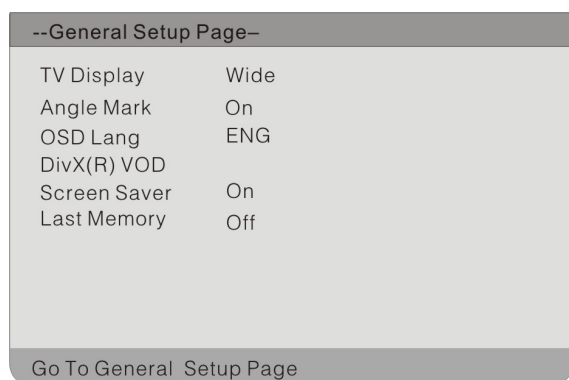 --General Setup Page–
TV Display Wide
Angle Mark On
OSD Lang ENG
DivX(R) VOD
Screen Saver On
Last Memory Off
Go To General Setup Page